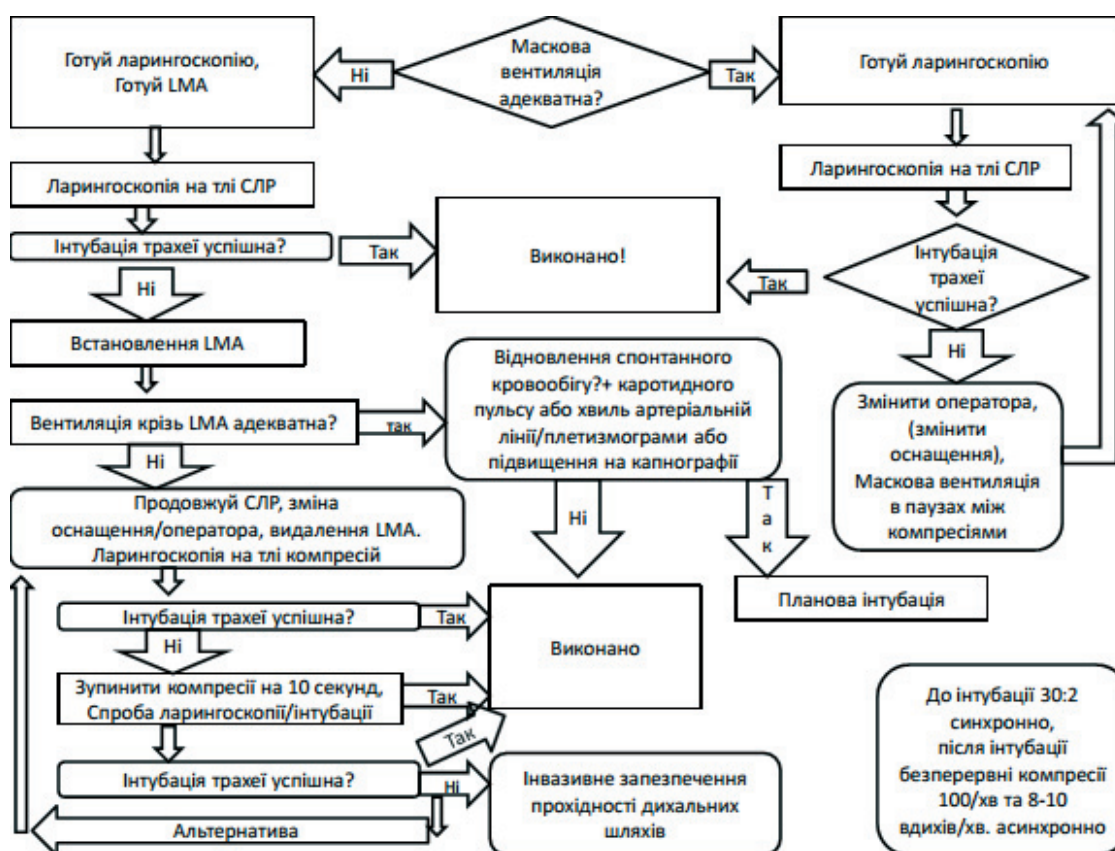 Готуй ларингоскопію,
Готуй LMA
Ні
Маскова
вентиляція
адекватна?
Так
Готуй ларингоскопію
Ларингоскопія на тлі СЛР
Ларингоскопія на тлі СЛР
Інтубація трахеї успішна?
Так
Виконано!
Так
Інтубація
трахеї
успішна?
Ні
Ні
Встановлення LMA
Вентиляція крізь LMA адекватна?
так
Відновлення спонтанного
кровообігу?+ каротидного
пульсу або хвиль артеріальній
лінії/плетизмограми або
підвищення на капнографії
Змінити оператора,
(змінити
оснащення),
Маскова вентиляція
в паузах між
компресіями
Ні
Продовжуй СЛР, зміна
оснащення/оператора, видалення LMA.
Ларингоскопія на тлі компресій
Ні
Т
а
к
Планова інтубація
Інтубація трахеї успішна?
Так
Виконано
Ні
Зупинити компресії на 10 секунд,
Спроба ларингоскопії/інтубації
Так
Так
Інтубація трахеї успішна?
Ні
Інвазивне запезпечення
прохідності дихальних
шляхів
Альтернатива
До інтубації 30:2
синхронно,
після інтубації
безперервні компресії
100/хв та 8-10
вдихів/хв. асинхронно